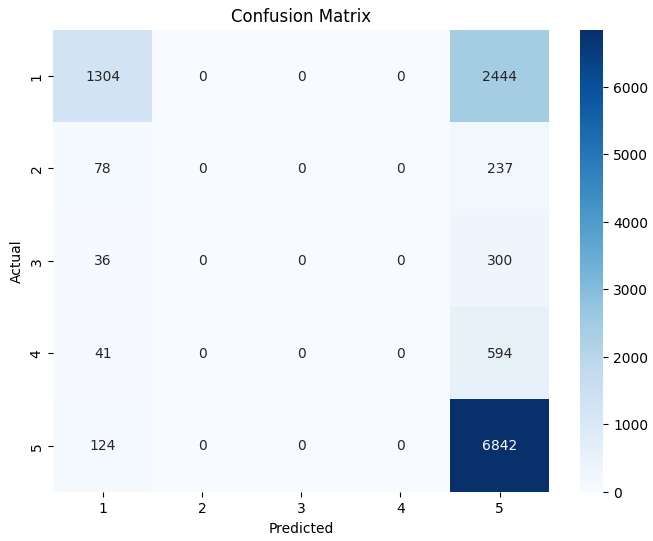 Confusion Matrix
Actual
1 1304 0 0 0 2444
2 78 0 0 0 237
3 36 0 0 0 300
4 41 0 0 0 594
5 124 0 0 0 6842
1 2 3 4 5
Predicted
6000
5000
4000
3000
2000
1000
0